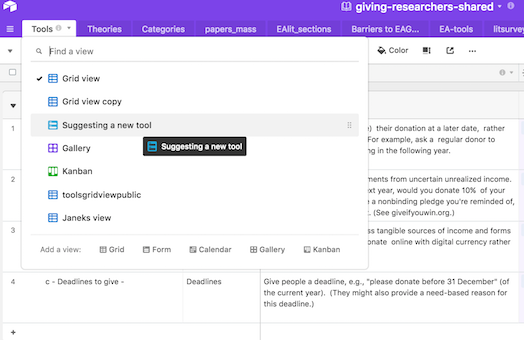 giving-researchers-shared
Tools
Theories
Categories
papers_mass
EAlit_sections
Barriers to EAG...
EA-tools
litsurvey
Find a view
Color
...
Grid view
Grid view copy
Suggesting a new tool
Suggesting a new tool
Gallery
Kanban
toolsgridviewpublic
Janeks view
Add a view:
Grid
Form
Calendar
Gallery
Kanban
1
) their donation at a later date, rather
For example, ask a regular donor to
ing in the following year.
2
ments from uncertain unrealized income.
ext year, would you donate 10% of your
e a nonbinding pledge you're reminded of,
. (See giveifyouwin.org.)
3
ss tangible sources of income and forms
onate online with digital currency rather
4
c - Deadlines to give -
Deadlines
Give people a deadline, e.g., "please donate before 31 December" (of
the current year). (They might also provide a need-based reason for
this deadline.)
+